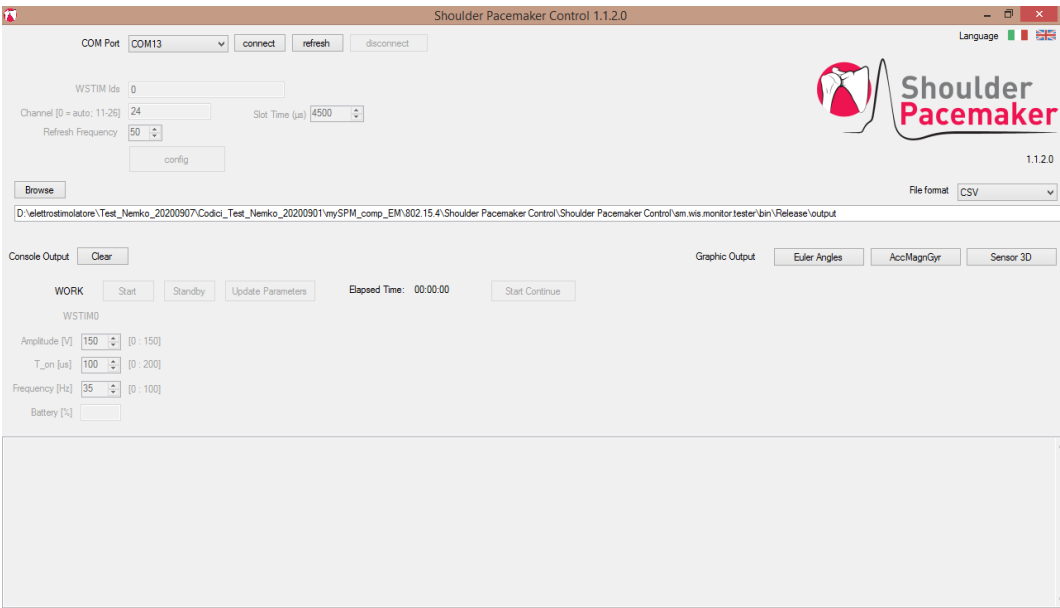 Shoulder Pacemaker Control 1.1.2.0
COM Port COM13 connect refresh disconnect Language
WSTIM Ids 0
Channel [0 = auto; 11-26] 24 Slot Time (µs) 4500
Refresh Frequency 50
config
Shoulder
Pacemaker
1.1.2.0
Browse File format CSV
D:\elettrostimolatore\Test_Nemko_20200907\Codici_Test_Nemko_20200901\mySPM_comp_EM\802.15.4\Shoulder Pacemaker Control\Shoulder Pacemaker Control\sm.wis.monitor.tester\bin\Release\output
Console Output Clear Graphic Output Euler Angles AccMagnGyr Sensor 3D
WORK Start Standby Update Parameters Elapsed Time: 00:00:00 Start Continue
WSTIM0
Amplitude [V] 150 [0 : 150]
T_on [us] 100 [0 : 200]
Frequency [Hz] 35 [0 : 100]
Battery [%]